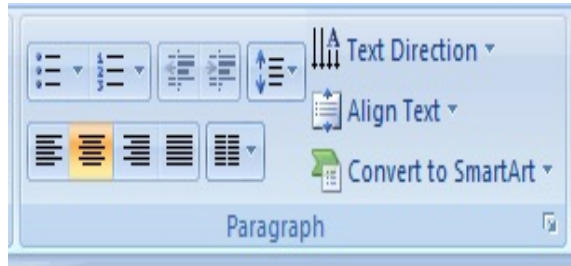 Text Direction
Align Text
Convert to SmartArt
Paragraph